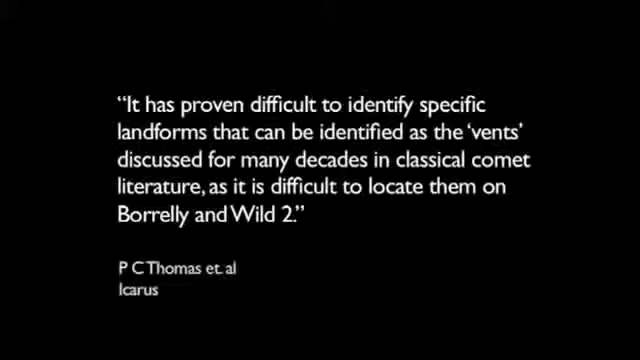 “It has proven difficult to identify specific
landforms that can be identified as the ‘vents’
discussed for many decades in classical comet
literature, as it is difficult to locate them on
Borrelly and Wild 2.”
P C Thomas et. al
Icarus